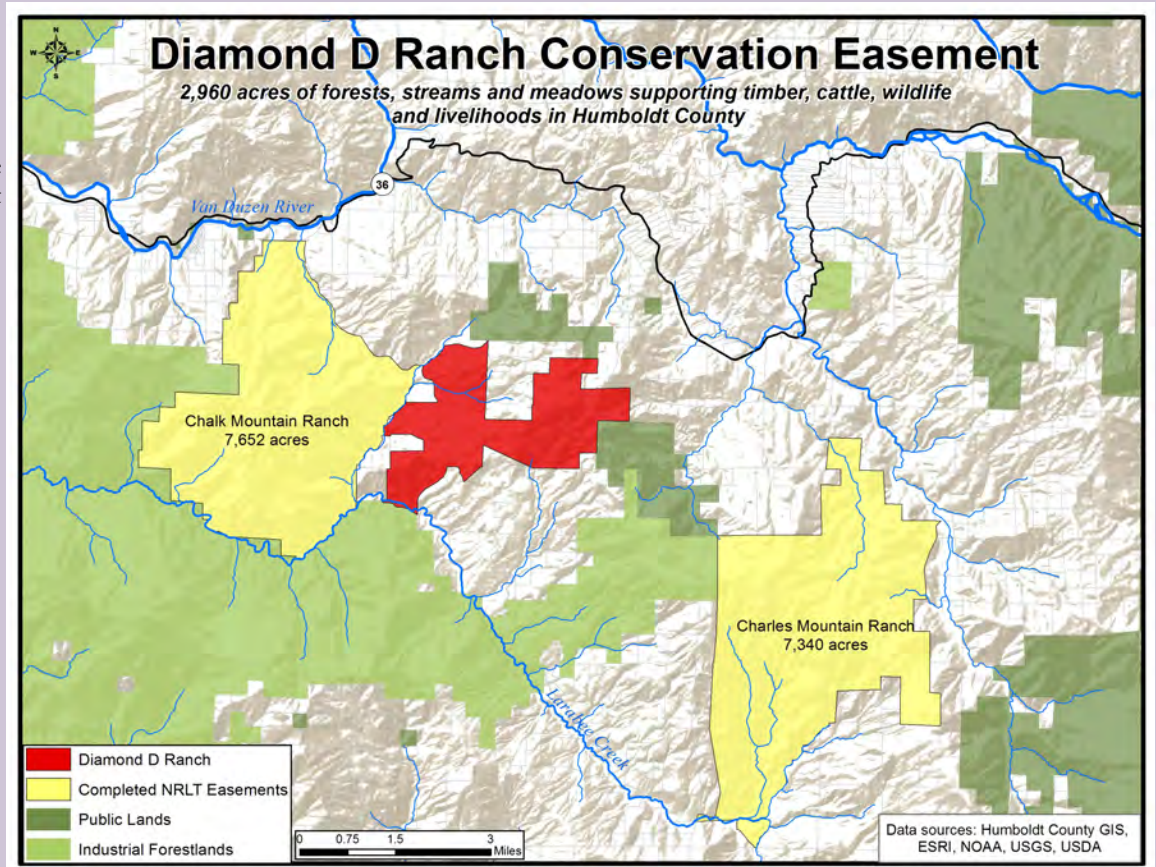 Diamond D Ranch Conservation Easement
2,960 acres of forests, streams and meadows supporting timber, cattle, wildlife
and livelihoods in Humboldt County
N
W E
S
36
Van Duzen River
Chalk Mountain Ranch
7,652 acres
Charles Mountain Ranch
7,340 acres
Larabee Creek
Diamond D Ranch
Completed NRLT Easements
Public Lands
Industrial Forestlands
0 0.75 1.5 3
Miles
Data sources: Humboldt County GIS,
ESRI, NOAA, USGS, USDA